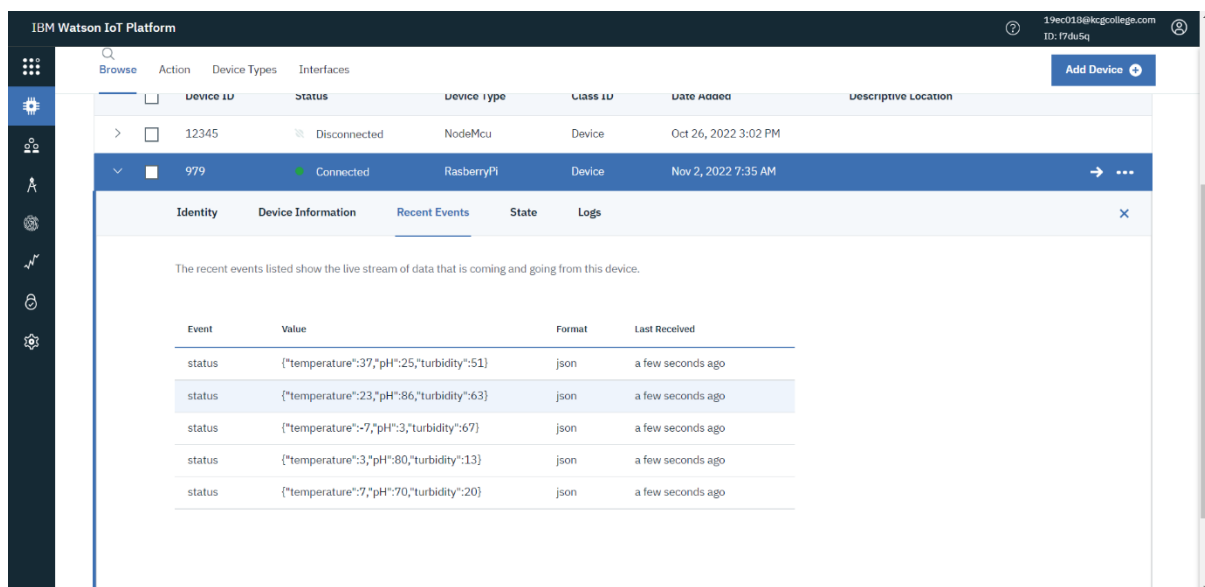 IBM Watson IoT Platform
19ec018@kcgcollege.com
ID: f7du5q
Browse Action Device Types Interfaces
Add Device
Device ID Status Device Type Class ID Date Added Descriptive Location
12345 Disconnected NodeMcu Device Oct 26, 2022 3:02 PM
979 Connected RasberryPi Device Nov 2, 2022 7:35 AM
Identity Device Information Recent Events State Logs
The recent events listed show the live stream of data that is coming and going from this device.
Event Value Format Last Received
status {"temperature":37,"pH":25,"turbidity":51} json a few seconds ago
status {"temperature":23,"pH":86,"turbidity":63} json a few seconds ago
status {"temperature":-7,"pH":3,"turbidity":67} json a few seconds ago
status {"temperature":3,"pH":80,"turbidity":13} json a few seconds ago
status {"temperature":7,"pH":70,"turbidity":20} json a few seconds ago